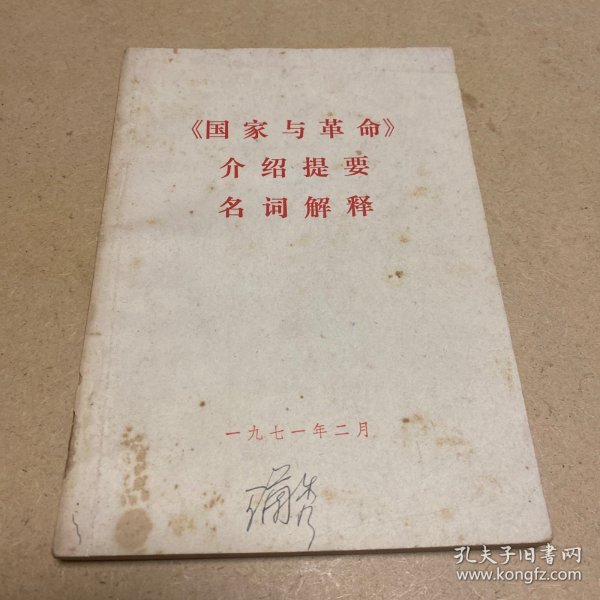 《国家与革命》
介绍提要
名词解释
一九七一年二月
孔夫子旧书网
www.kongfz.com